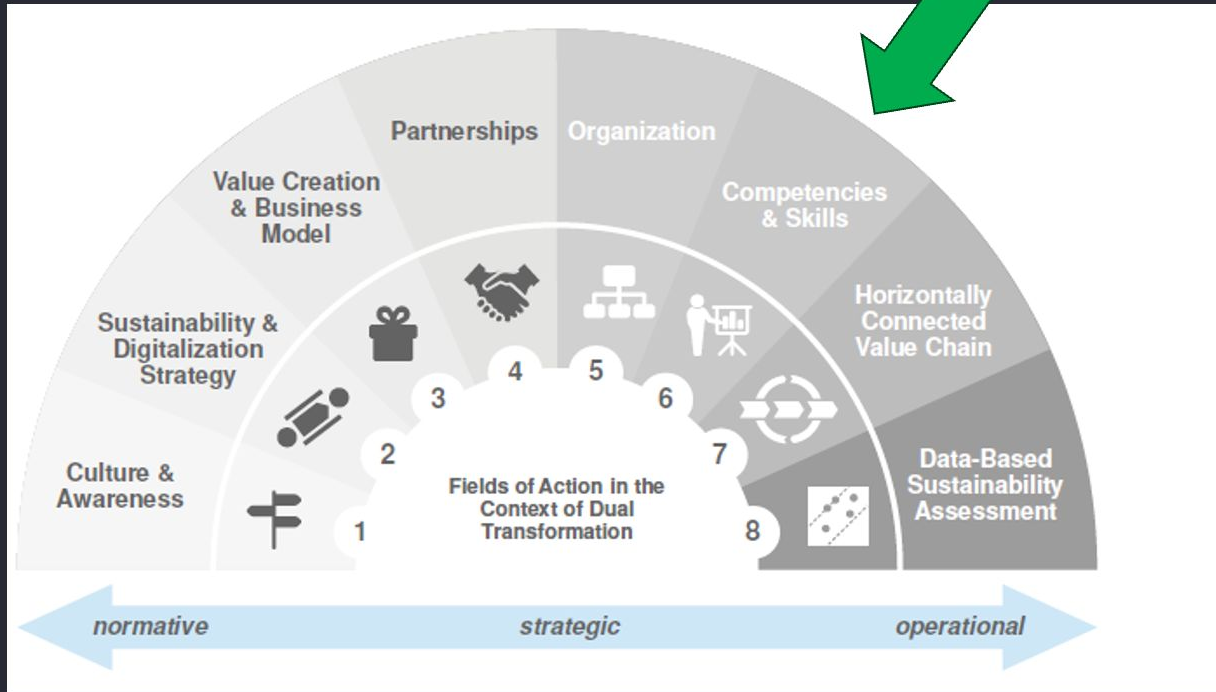 Partnerships
Organization
Value Creation
& Business
Model
Competencies
& Skills
Sustainability &
Digitalization
Strategy
Horizontally
Connected
Value Chain
Culture &
Awareness
Data-Based
Sustainability
Assessment
1
2
3
4
5
6
7
8
Fields of Action in the
Context of Dual
Transformation
normative
strategic
operational